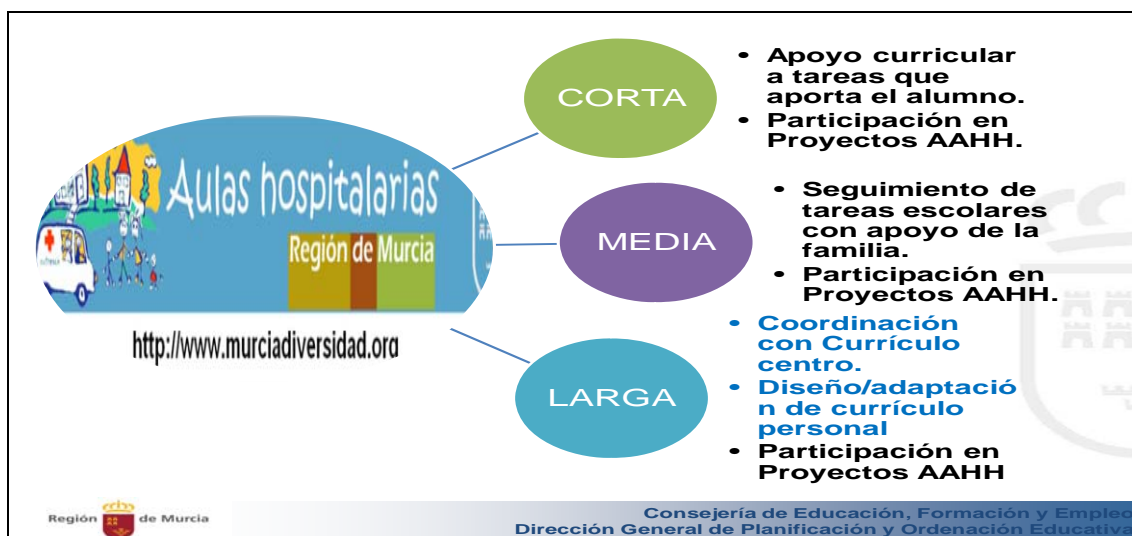 Aulas hospitalarias
Región de Murcia
http://www.murciadiversidad.org
CORTA
• Apoyo curricular
a tareas que
aporta el alumno.
• Participación en
Proyectos AAHH.
MEDIA
• Seguimiento de
tareas escolares
con apoyo de la
familia.
• Participación en
Proyectos AAHH.
LARGA
• Coordinación
con Currículo
centro.
• Diseño/adaptació
n de currículo
personal
• Participación en
Proyectos AAHH
Región de Murcia
Consejería de Educación, Formación y Empleo
Dirección General de Planificación y Ordenación Educativa